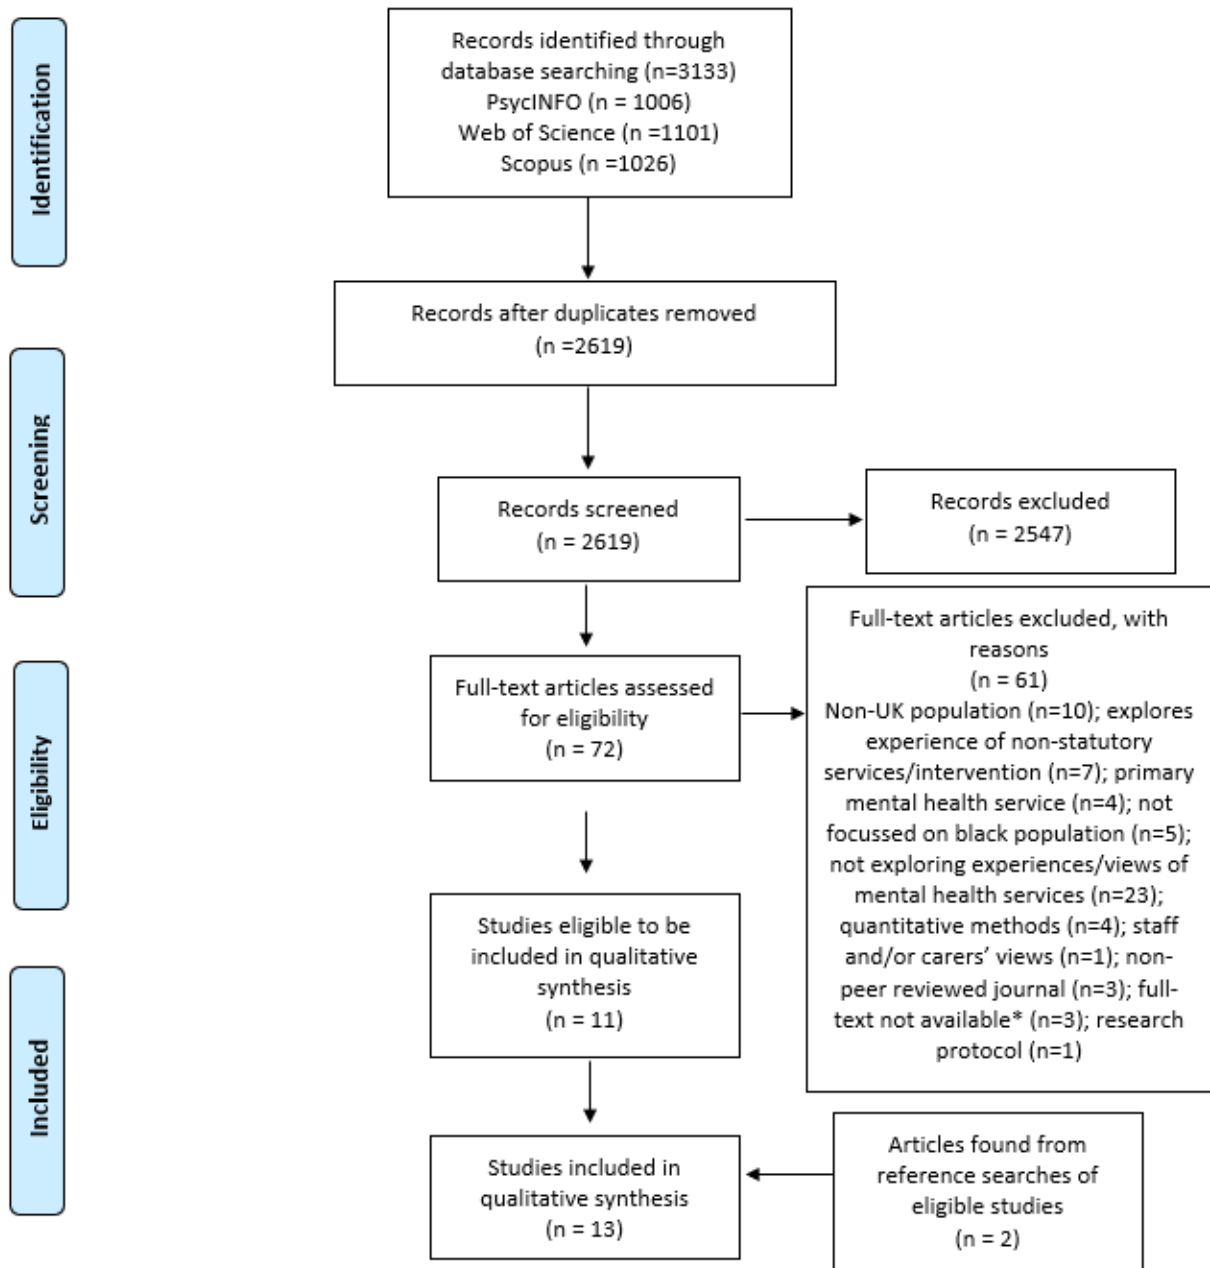 Identification
Records identified through
database searching (n=3133)
PsycINFO (n = 1006)
Web of Science (n =1101)
Scopus (n =1026)
Records after duplicates removed
(n =2619)
Screening
Records screened
(n = 2619)
Records excluded
(n = 2547)
Eligibility
Full-text articles assessed
for eligibility
(n = 72)
Full-text articles excluded, with
reasons
(n = 61)
Non-UK population (n=10); explores
experience of non-statutory
services/intervention (n=7); primary
mental health service (n=4); not
focussed on black population (n=5);
not exploring experiences/views of
mental health services (n=23);
quantitative methods (n=4); staff
and/or carers’ views (n=1); non-
peer reviewed journal (n=3); full-
text not available* (n=3); research
protocol (n=1)
Studies eligible to be
included in qualitative
synthesis
(n = 11)
Included
Studies included in
qualitative synthesis
(n = 13)
Articles found from
reference searches of
eligible studies
(n = 2)